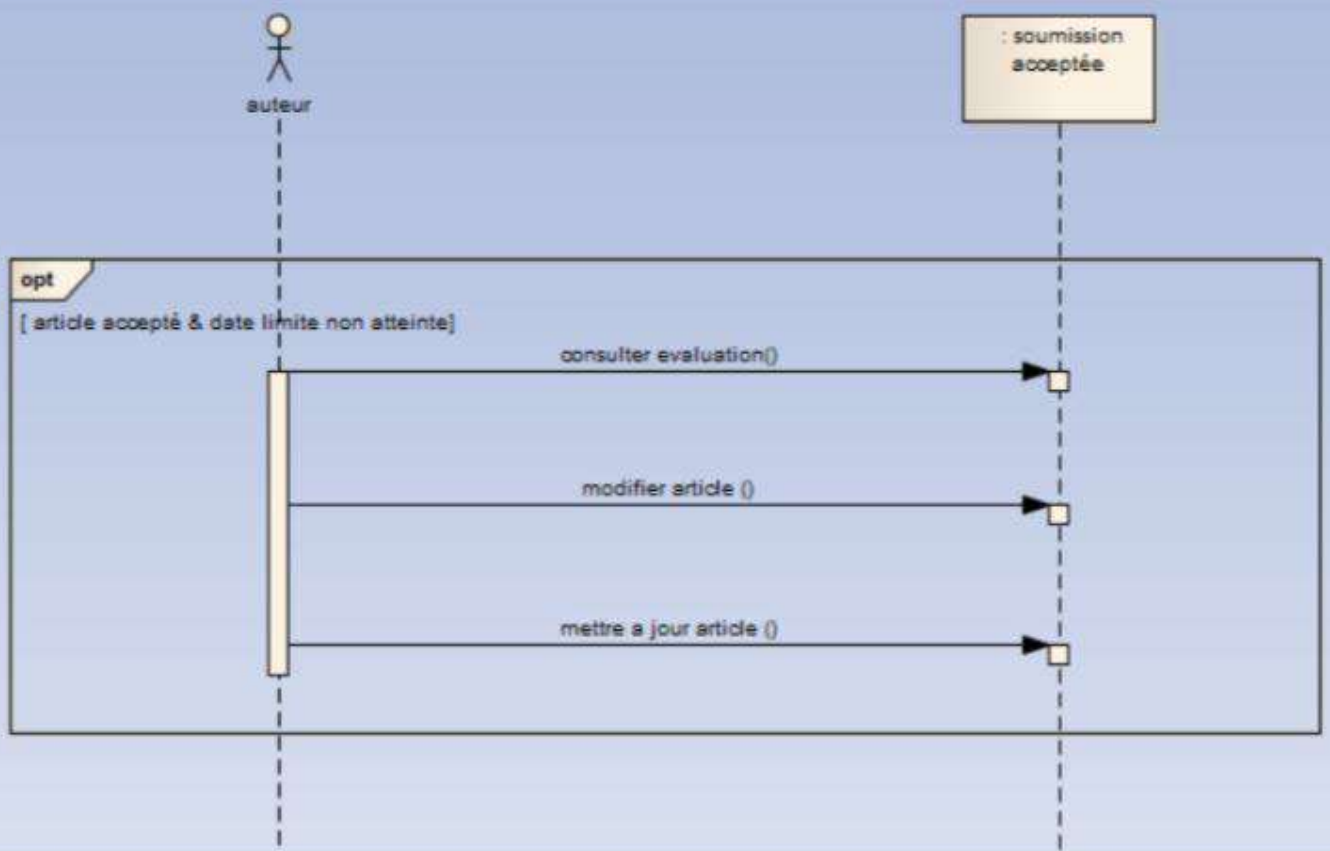 auteur
: soumission
acceptée
opt
[ article accepté & date limite non atteinte]
consulter evaluation()
modifier article ()
mettre a jour article ()